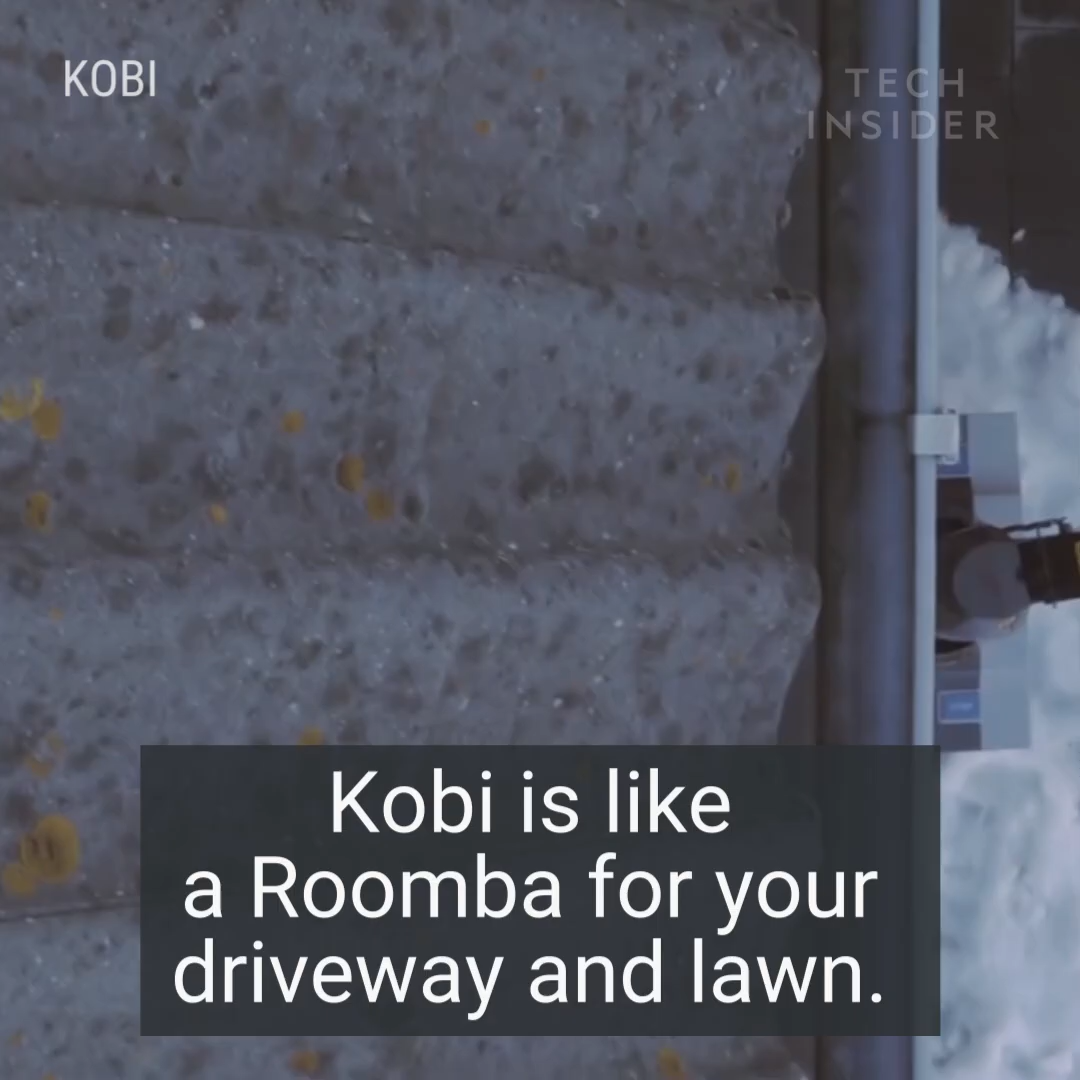 KOBI
TECH
INSIDER
Kobi is like
a Roomba for your
driveway and lawn.